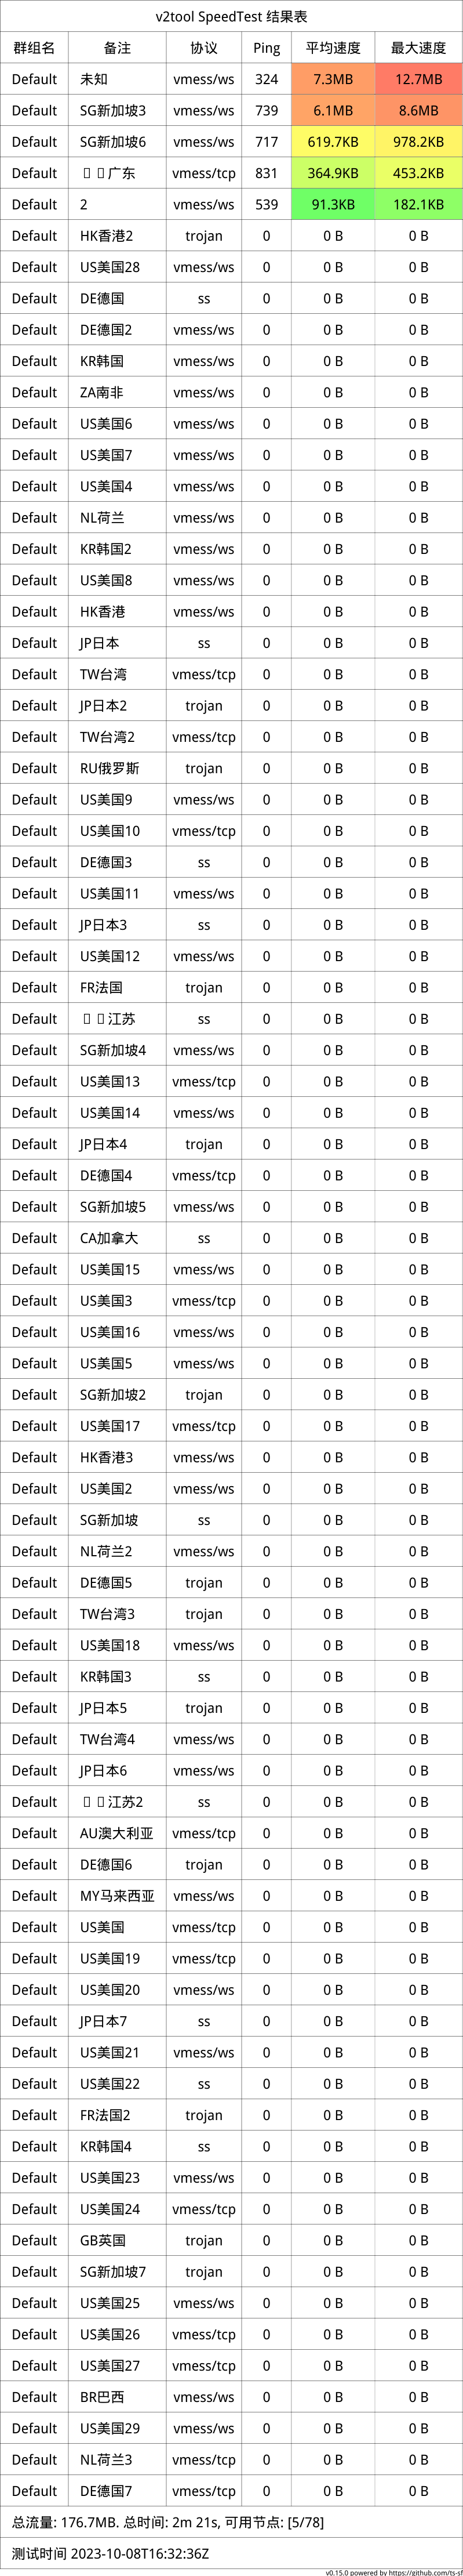 v2tool SpeedTest 结果表
群组名 备注 协议 Ping 平均速度 最大速度
Default 未知 vmess/ws 324 7.3MB 12.7MB
Default SG新加坡3 vmess/ws 739 6.1MB 8.6MB
Default SG新加坡6 vmess/ws 717 619.7KB 978.2KB
Default 广东 vmess/tcp 831 364.9KB 453.2KB
Default 2 vmess/ws 539 91.3KB 182.1KB
Default HK香港2 trojan 0 0 B 0 B
Default US美国28 vmess/ws 0 0 B 0 B
Default DE德国 ss 0 0 B 0 B
Default DE德国2 vmess/ws 0 0 B 0 B
Default KR韩国 vmess/ws 0 0 B 0 B
Default ZA南非 vmess/ws 0 0 B 0 B
Default US美国6 vmess/ws 0 0 B 0 B
Default US美国7 vmess/ws 0 0 B 0 B
Default US美国4 vmess/ws 0 0 B 0 B
Default NL荷兰 vmess/ws 0 0 B 0 B
Default KR韩国2 vmess/ws 0 0 B 0 B
Default US美国8 vmess/ws 0 0 B 0 B
Default HK香港 vmess/ws 0 0 B 0 B
Default JP日本 ss 0 0 B 0 B
Default TW台湾 vmess/tcp 0 0 B 0 B
Default JP日本2 trojan 0 0 B 0 B
Default TW台湾2 vmess/tcp 0 0 B 0 B
Default RU俄罗斯 trojan 0 0 B 0 B
Default US美国9 vmess/ws 0 0 B 0 B
Default US美国10 vmess/tcp 0 0 B 0 B
Default DE德国3 ss 0 0 B 0 B
Default US美国11 vmess/ws 0 0 B 0 B
Default JP日本3 ss 0 0 B 0 B
Default US美国12 vmess/ws 0 0 B 0 B
Default FR法国 trojan 0 0 B 0 B
Default 江苏 ss 0 0 B 0 B
Default SG新加坡4 vmess/ws 0 0 B 0 B
Default US美国13 vmess/tcp 0 0 B 0 B
Default US美国14 vmess/ws 0 0 B 0 B
Default JP日本4 trojan 0 0 B 0 B
Default DE德国4 vmess/tcp 0 0 B 0 B
Default SG新加坡5 vmess/ws 0 0 B 0 B
Default CA加拿大 ss 0 0 B 0 B
Default US美国15 vmess/ws 0 0 B 0 B
Default US美国3 vmess/tcp 0 0 B 0 B
Default US美国16 vmess/ws 0 0 B 0 B
Default US美国5 vmess/ws 0 0 B 0 B
Default SG新加坡2 trojan 0 0 B 0 B
Default US美国17 vmess/tcp 0 0 B 0 B
Default HK香港3 vmess/ws 0 0 B 0 B
Default US美国2 vmess/ws 0 0 B 0 B
Default SG新加坡 ss 0 0 B 0 B
Default NL荷兰2 vmess/ws 0 0 B 0 B
Default DE德国5 trojan 0 0 B 0 B
Default TW台湾3 trojan 0 0 B 0 B
Default US美国18 vmess/ws 0 0 B 0 B
Default KR韩国3 ss 0 0 B 0 B
Default JP日本5 trojan 0 0 B 0 B
Default TW台湾4 vmess/ws 0 0 B 0 B
Default JP日本6 vmess/ws 0 0 B 0 B
Default 江苏2 ss 0 0 B 0 B
Default AU澳大利亚 vmess/tcp 0 0 B 0 B
Default DE德国6 trojan 0 0 B 0 B
Default MY马来西亚 vmess/ws 0 0 B 0 B
Default US美国 vmess/tcp 0 0 B 0 B
Default US美国19 vmess/tcp 0 0 B 0 B
Default US美国20 vmess/ws 0 0 B 0 B
Default JP日本7 ss 0 0 B 0 B
Default US美国21 vmess/ws 0 0 B 0 B
Default US美国22 ss 0 0 B 0 B
Default FR法国2 trojan 0 0 B 0 B
Default KR韩国4 ss 0 0 B 0 B
Default US美国23 vmess/ws 0 0 B 0 B
Default US美国24 vmess/tcp 0 0 B 0 B
Default GB英国 trojan 0 0 B 0 B
Default SG新加坡7 trojan 0 0 B 0 B
Default US美国25 vmess/ws 0 0 B 0 B
Default US美国26 vmess/tcp 0 0 B 0 B
Default US美国27 vmess/tcp 0 0 B 0 B
Default BR巴西 vmess/ws 0 0 B 0 B
Default US美国29 vmess/ws 0 0 B 0 B
Default NL荷兰3 vmess/tcp 0 0 B 0 B
Default DE德国7 vmess/tcp 0 0 B 0 B
总流量: 176.7MB. 总时间: 2m 21s, 可用节点: [5/78]
测试时间 2023-10-08T16:32:36Z
v0.15.0 powered by https://github.com/ts-sf